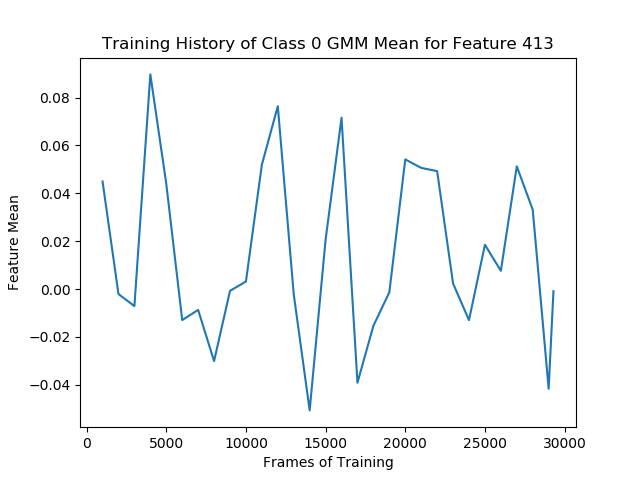 Training History of Class 0 GMM Mean for Feature 413
0.08
0.06
0.04
0.02
0.00
−0.02
−0.04
Feature Mean
0 5000 10000 15000 20000 25000 30000
Frames of Training